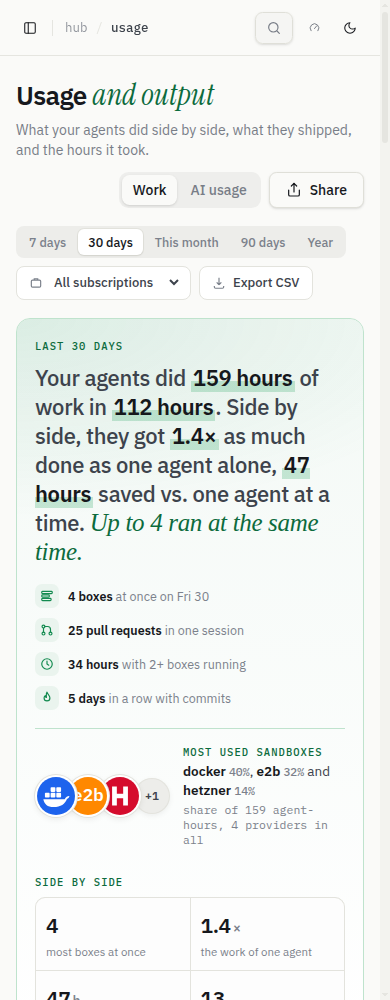 hub / usage
Usage and output
What your agents did side by side, what they shipped,
and the hours it took.
Work AI usage Share
7 days 30 days This month 90 days Year
All subscriptions Export CSV
LAST 30 DAYS
Your agents did 159 hours of
work in 112 hours. Side by
side, they got 1.4× as much
done as one agent alone, 47
hours saved vs. one agent at a
time. Up to 4 ran at the same
time.
4 boxes at once on Fri 30
25 pull requests in one session
34 hours with 2+ boxes running
5 days in a row with commits
MOST USED SANDBOXES
docker 40%, e2b 32% and
hetzner 14%
e2b H +1
share of 159 agent-
hours, 4 providers in
all
SIDE BY SIDE
4 1.4×
most boxes at once the work of one agent
47h 13